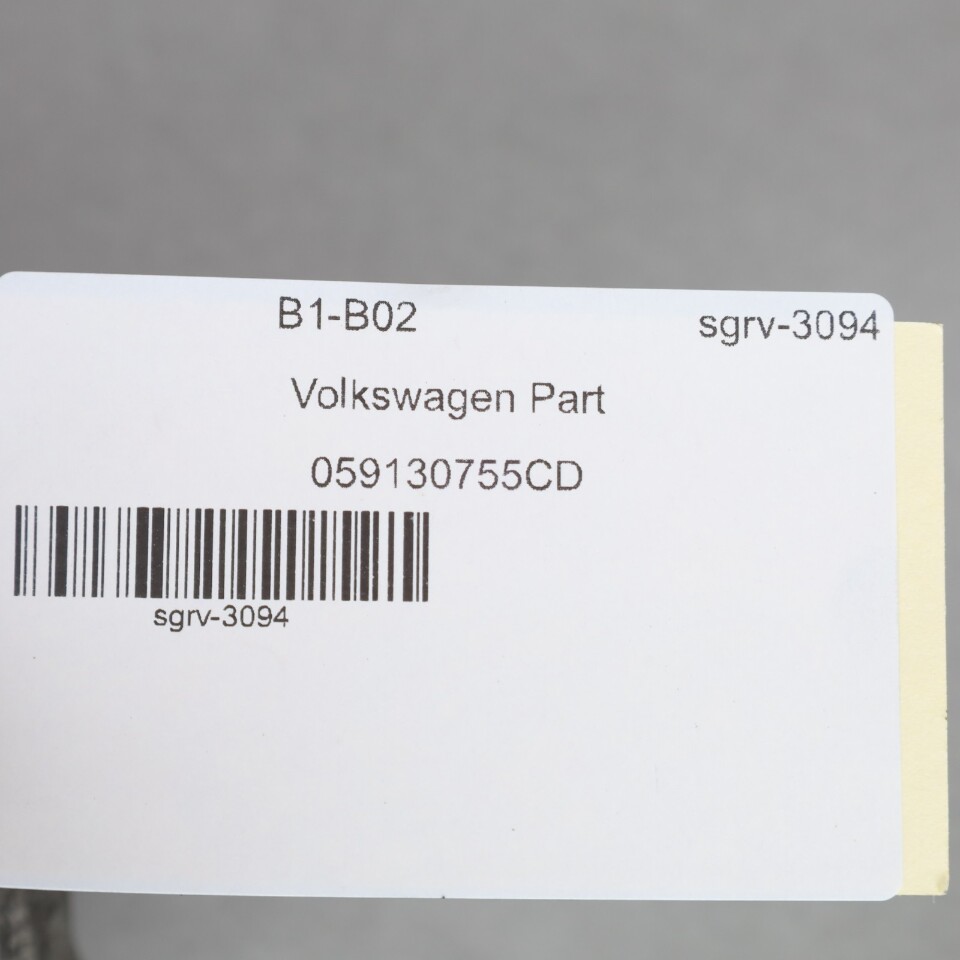 B1-B02
sgrv-3094
Volkswagen Part
059130755CD
sgrv-3094